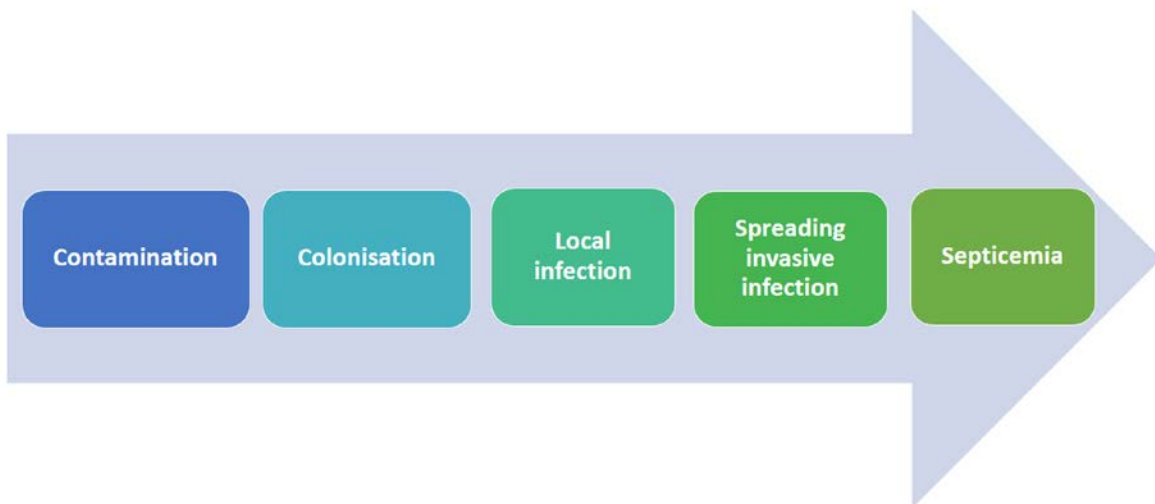 Contamination
Colonisation
Local
infection
Spreading
invasive
infection
Septicemia